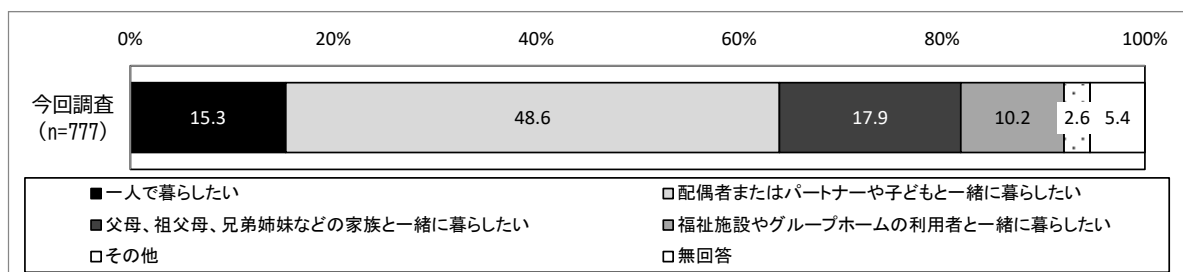 0% 20% 40% 60% 80% 100%
今回調査
(n=777)
15.3 48.6 17.9 10.2 2.6 5.4
■一人で暮らしたい □配偶者またはパートナーや子どもと一緒に暮らしたい
■父母、祖父母、兄弟姉妹などの家族と一緒に暮らしたい ■福祉施設やグループホームの利用者と一緒に暮らしたい
□その他 □無回答